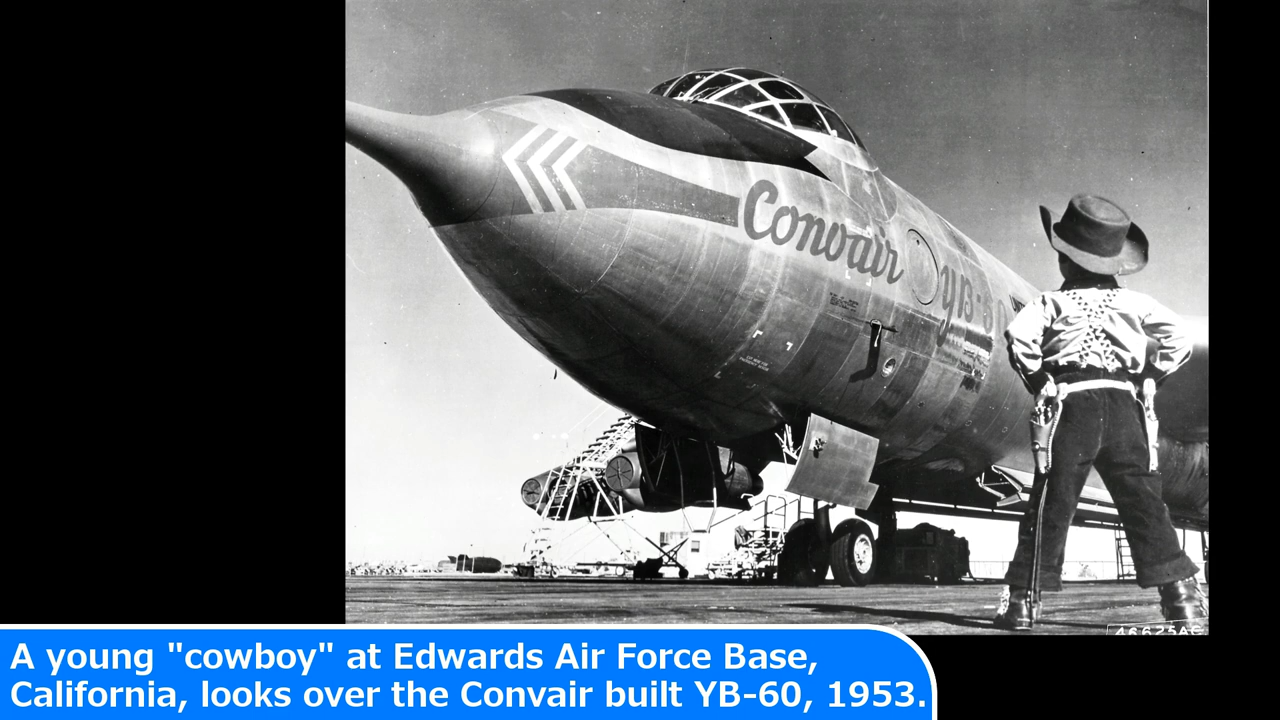 Convair YB-60
46625AC
A young "cowboy" at Edwards Air Force Base,
California, looks over the Convair built YB-60, 1953.